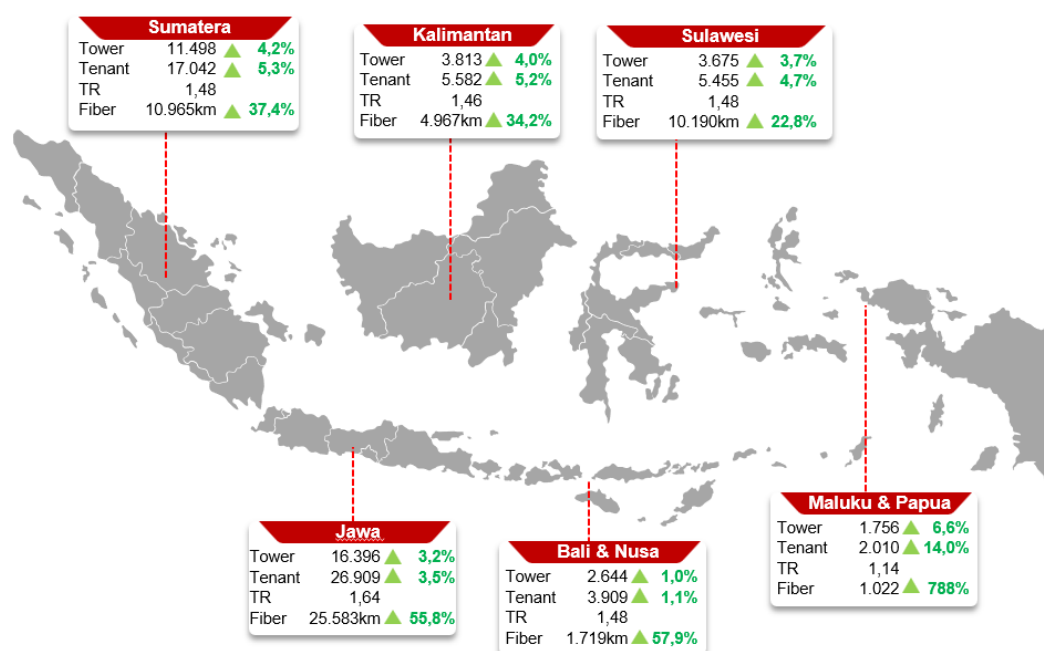 Sumatera
Tower 11.498 4,2%
Tenant 17.042 5,3%
TR 1,48
Fiber 10.965km 37,4%
Kalimantan
Tower 3.813 4,0%
Tenant 5.582 5,2%
TR 1,46
Fiber 4.967km 34,2%
Sulawesi
Tower 3.675 3,7%
Tenant 5.455 4,7%
TR 1,48
Fiber 10.190km 22,8%
Jawa
Tower 16.396 3,2%
Tenant 26.909 3,5%
TR 1,64
Fiber 25.583km 55,8%
Bali & Nusa
Tower 2.644 1,0%
Tenant 3.909 1,1%
TR 1,48
Fiber 1.719km 57,9%
Maluku & Papua
Tower 1.756 6,6%
Tenant 2.010 14,0%
TR 1,14
Fiber 1.022 788%